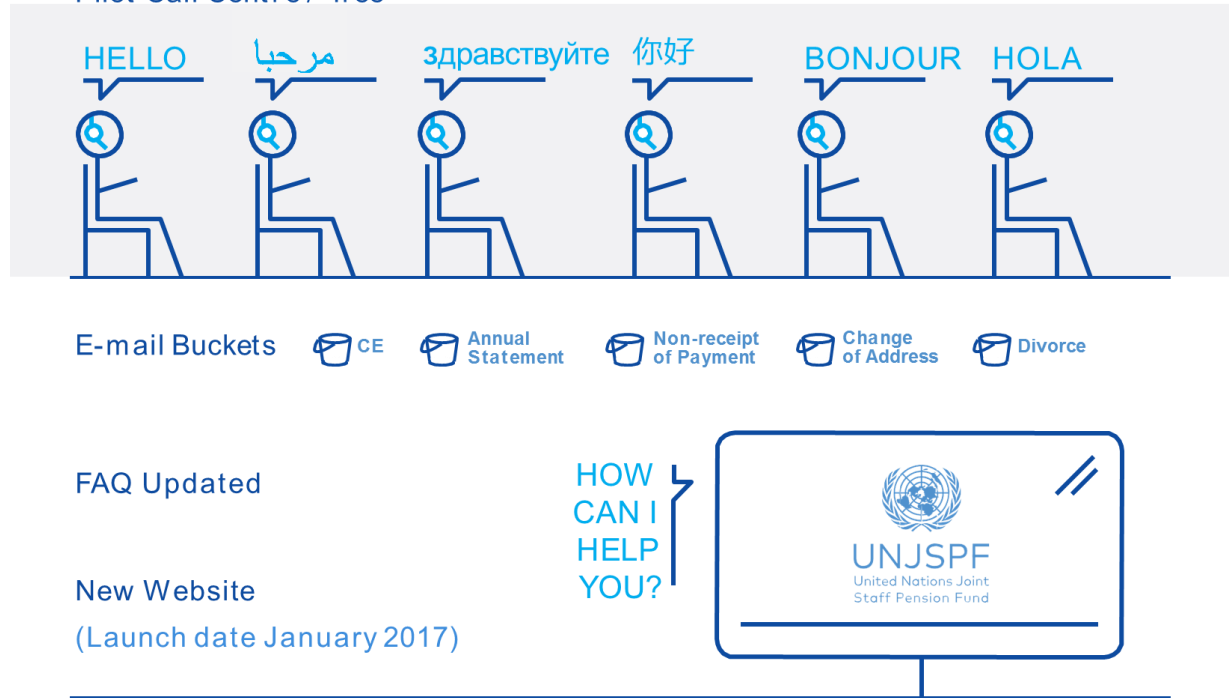 HELLO مرحبا здравствуйте 你好 BONJOUR HOLA
E-mail Buckets CE Annual Statement Non-receipt of Payment Change of Address Divorce
FAQ Updated
HOW
CAN I
HELP
YOU?
UNJSPF
United Nations Joint
Staff Pension Fund
New Website
(Launch date January 2017)